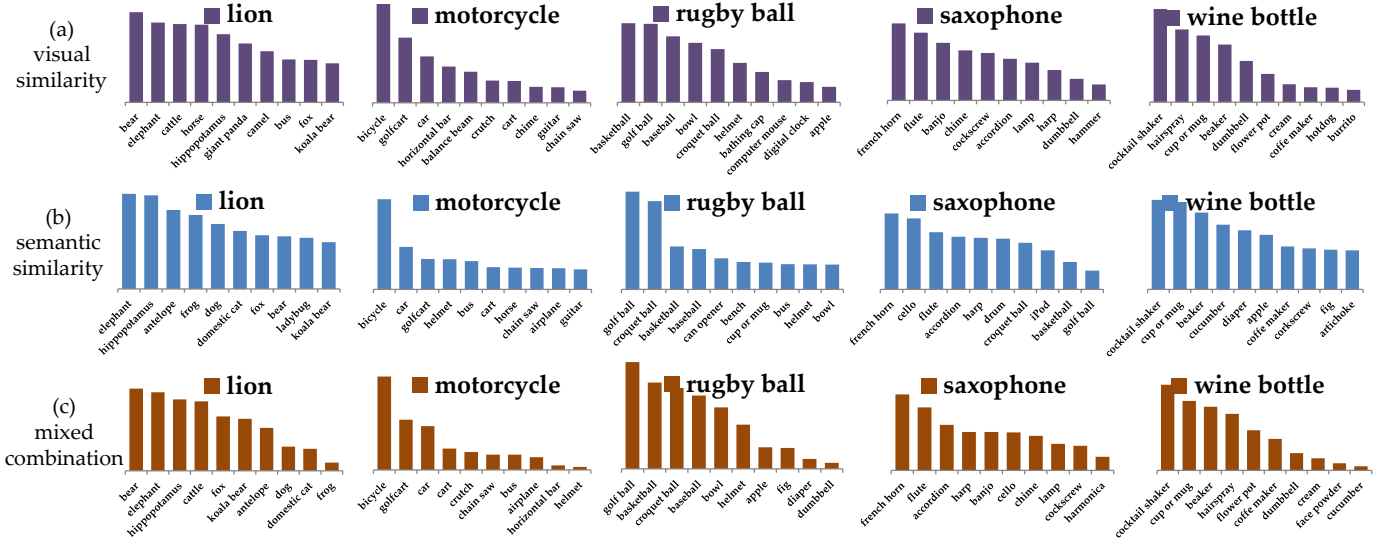 (a)
visual
similarity
lion
bear
elephant
cattle
horse
hippopotamus
giant panda
camel
bus
fox
koala bear
motorcycle
bicycle
golfcart
car
horizontal bar
balance beam
crutch
cart
chime
guitar
chain saw
rugby ball
basketball
golf ball
baseball
bowl
croquet ball
helmet
bathing cap
computer mouse
digital clock
apple
saxophone
french horn
flute
banjo
chime
cockscrew
accordion
lamp
harp
dumbbell
hammer
wine bottle
cocktail shaker
hairspray
cup or mug
beaker
dumbbell
flower pot
cream
coffe maker
hotdog
burrito
(b)
semantic
similarity
lion
elephant
hippopotamus
antelope
frog
dog
domestic cat
fox
bear
ladybug
koala bear
motorcycle
bicycle
car
golfcart
helmet
bus
cart
horse
chain saw
airplane
guitar
rugby ball
golf ball
croquet ball
basketball
baseball
can opener
bench
cup or mug
bus
helmet
bowl
saxophone
french horn
cello
flute
accordion
harp
drum
croquet ball
iPod
basketball
golf ball
wine bottle
cocktail shaker
cup or mug
beaker
cucumber
diaper
apple
coffe maker
corkscrew
fig
artichoke
(c)
mixed
combination
lion
bear
elephant
hippopotamus
cattle
fox
koala bear
antelope
dog
domestic cat
frog
motorcycle
bicycle
golfcart
car
cart
crutch
chain saw
bus
airplane
horizontal bar
helmet
rugby ball
golf ball
basketball
croquet ball
baseball
bowl
helmet
apple
fig
diaper
dumbbell
saxophone
french horn
flute
accordion
harp
banjo
cello
chime
lamp
cockscrew
harmonica
wine bottle
cocktail shaker
cup or mug
beaker
hairspray
flower pot
coffe maker
dumbbell
cream
face powder
cucumber